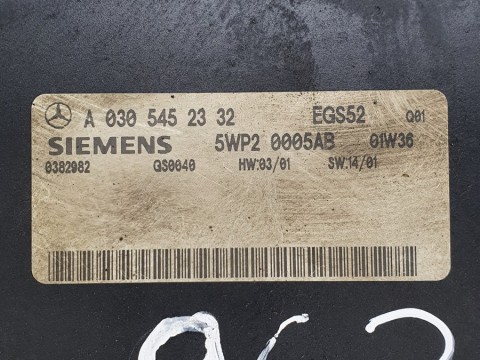 A 030 545 23 32 EGS52 Q01
SIEMENS 5WP2 0005AB 01W36
0382982 GS0040 HW:03/01 SW:14/01